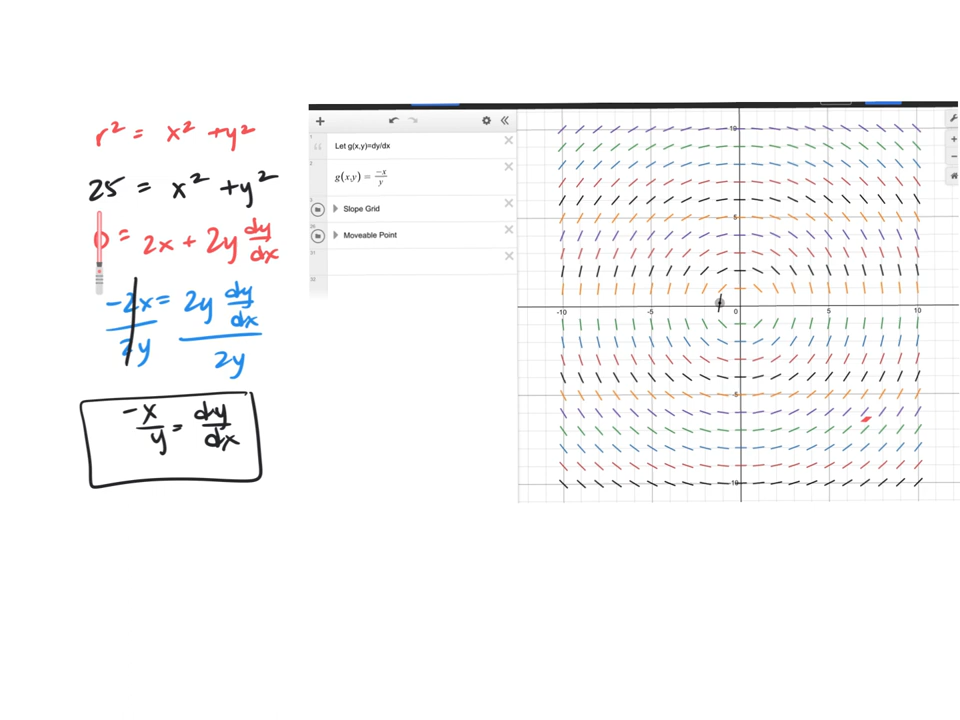 r² = x² + y²
25 = x² + y²
0 = 2x + 2y dy/dx
-2x/2y = 2y dy/dx/2y
-x/y = dy/dx
Let g(x,y)=dy/dx
g(x,y) = -x/y
Slope Grid
Moveable Point
10
5
-10
-5
0
5
10
-5
-10